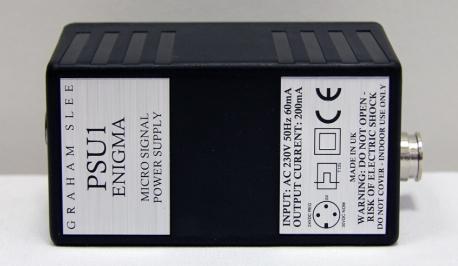 GRAHAM SLEE
PSU1
ENIGMA
MICRO SIGNAL
POWER SUPPLY
INPUT: AC 230V 50Hz 60mA
OUTPUT CURRENT: 200mA
CE
MADE IN UK
WARNING: DO NOT OPEN -
RISK OF ELECTRIC SHOCK
DO NOT COVER - INDOOR USE ONLY